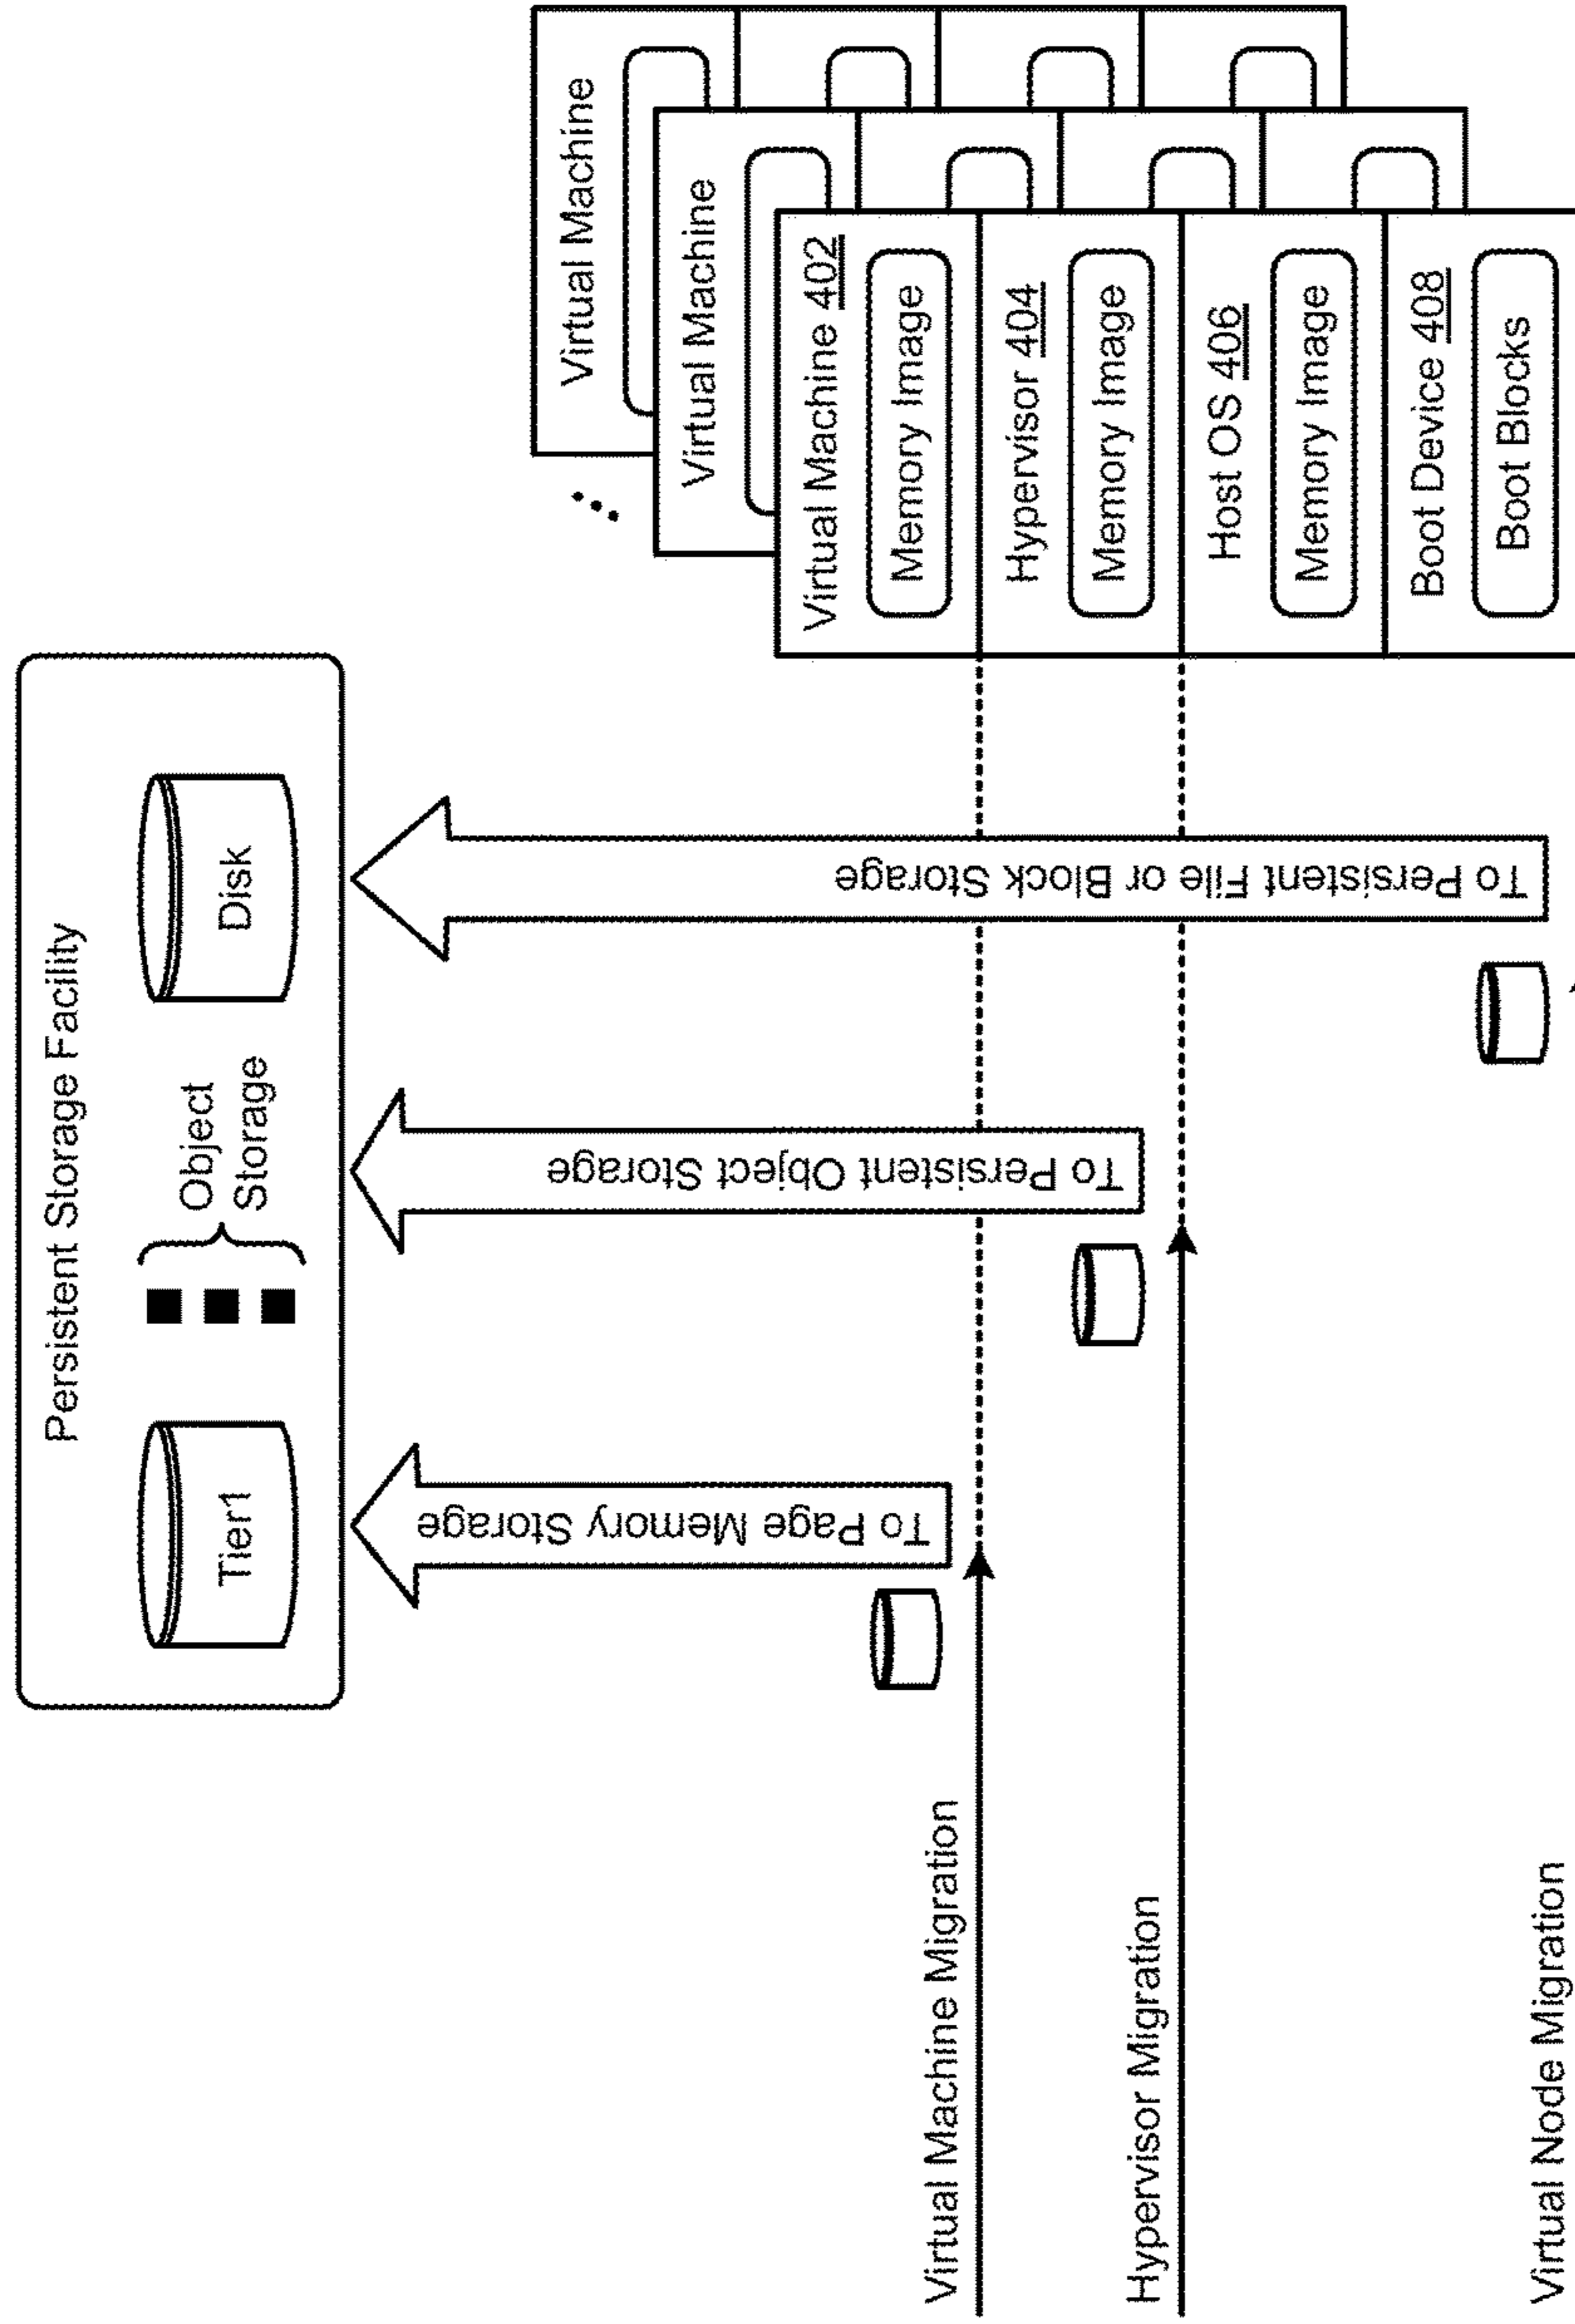 Persistent Storage Facility
Tier1
Object
Storage
Disk
To Page Memory Storage
To Persistent Object Storage
To Persistent File or Block Storage
Virtual Machine
Virtual Machine
Virtual Machine 402
Memory Image
Virtual Machine Migration
Hypervisor 404
Memory Image
Hypervisor Migration
Host OS 406
Memory Image
Boot Device 408
Boot Blocks
Virtual Node Migration